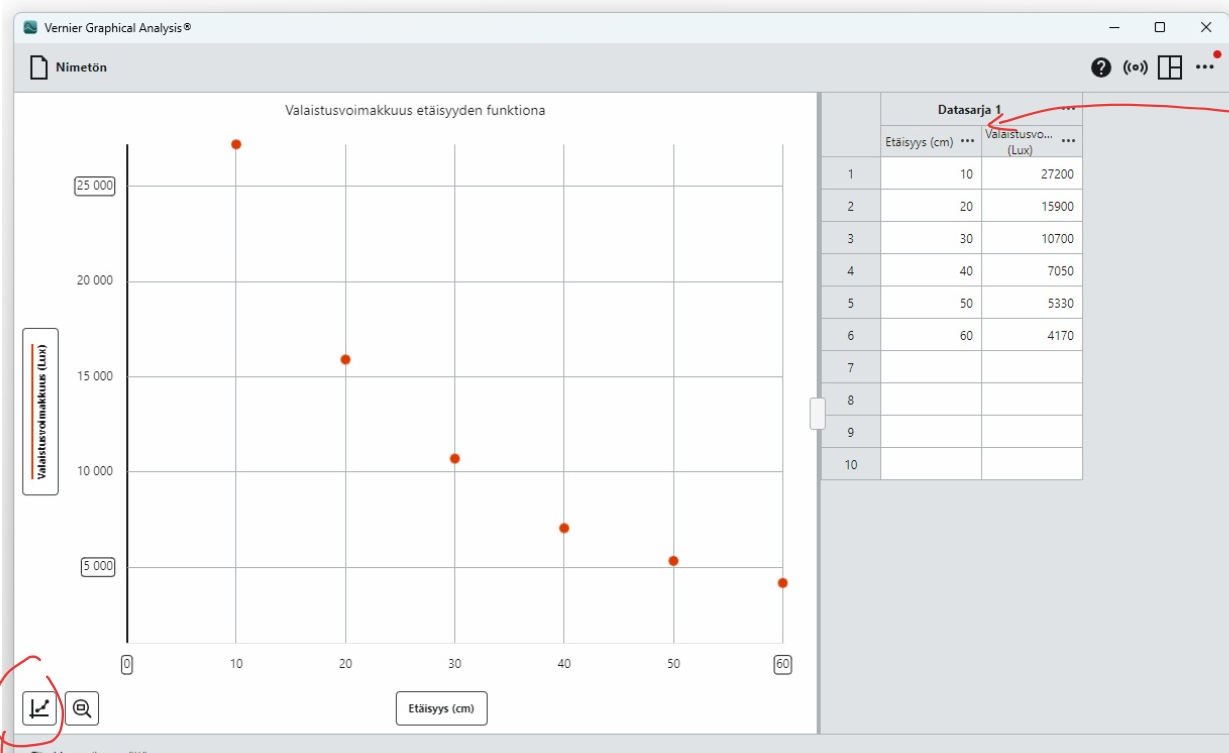 Vernier Graphical Analysis®
Nimetön
Valaistusvoimakkuus etäisyyden funktiona
25 000
20 000
15 000
10 000
5 000
Valaistusvoimakkuus (Lux)
0 10 20 30 40 50 60
Etäisyys (cm)
Datasarja 1 ...
Etäisyys (cm) ... Valaistusvo... (Lux) ...
1 10 27200
2 20 15900
3 30 10700
4 40 7050
5 50 5330
6 60 4170
7
8
9
10